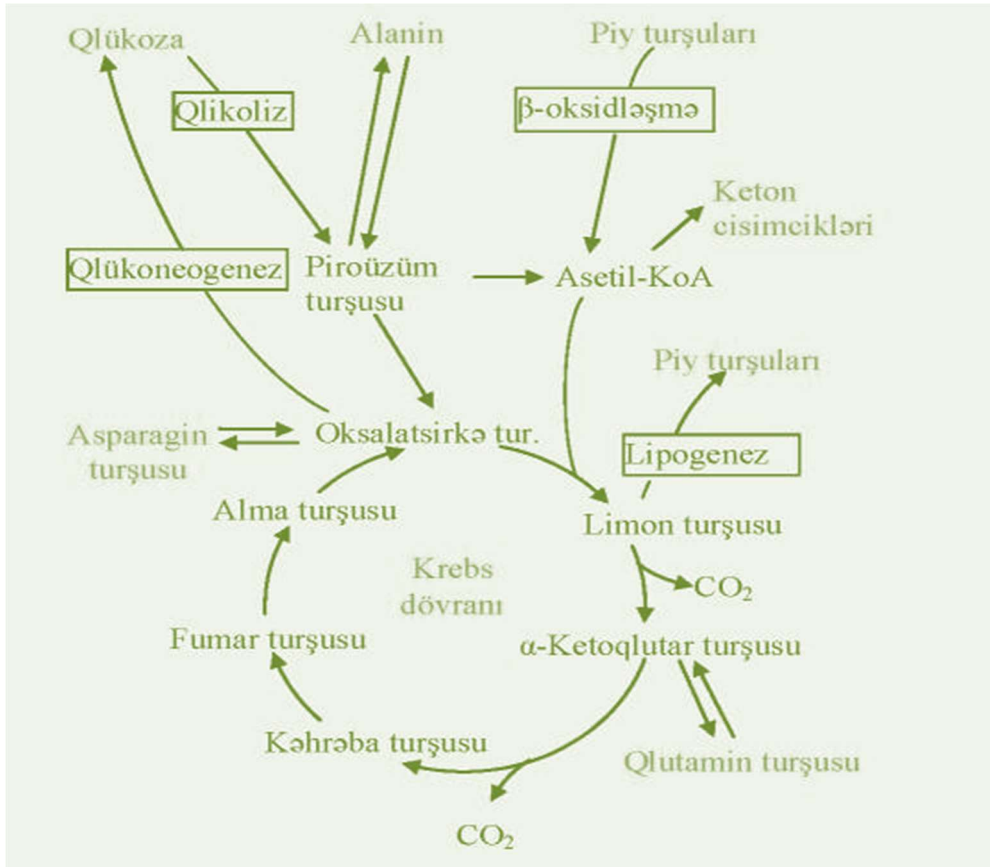 Qlükoza
Alanin
Piy turşuları
Qlikoliz
β-oksidləşmə
Keton
cisimcikləri
Qlükoneogenez
Piroüzüm
turşusu
Asetil-KoA
Piy turşuları
Asparagin
turşusu
Oksalatsirkə tur.
Lipogenez
Alma turşusu
Limon turşusu
Krebs
dövranı
CO₂
Fumar turşusu
α-Ketoqlutar turşusu
Kəhrəba turşusu
Qlutamin turşusu
CO₂